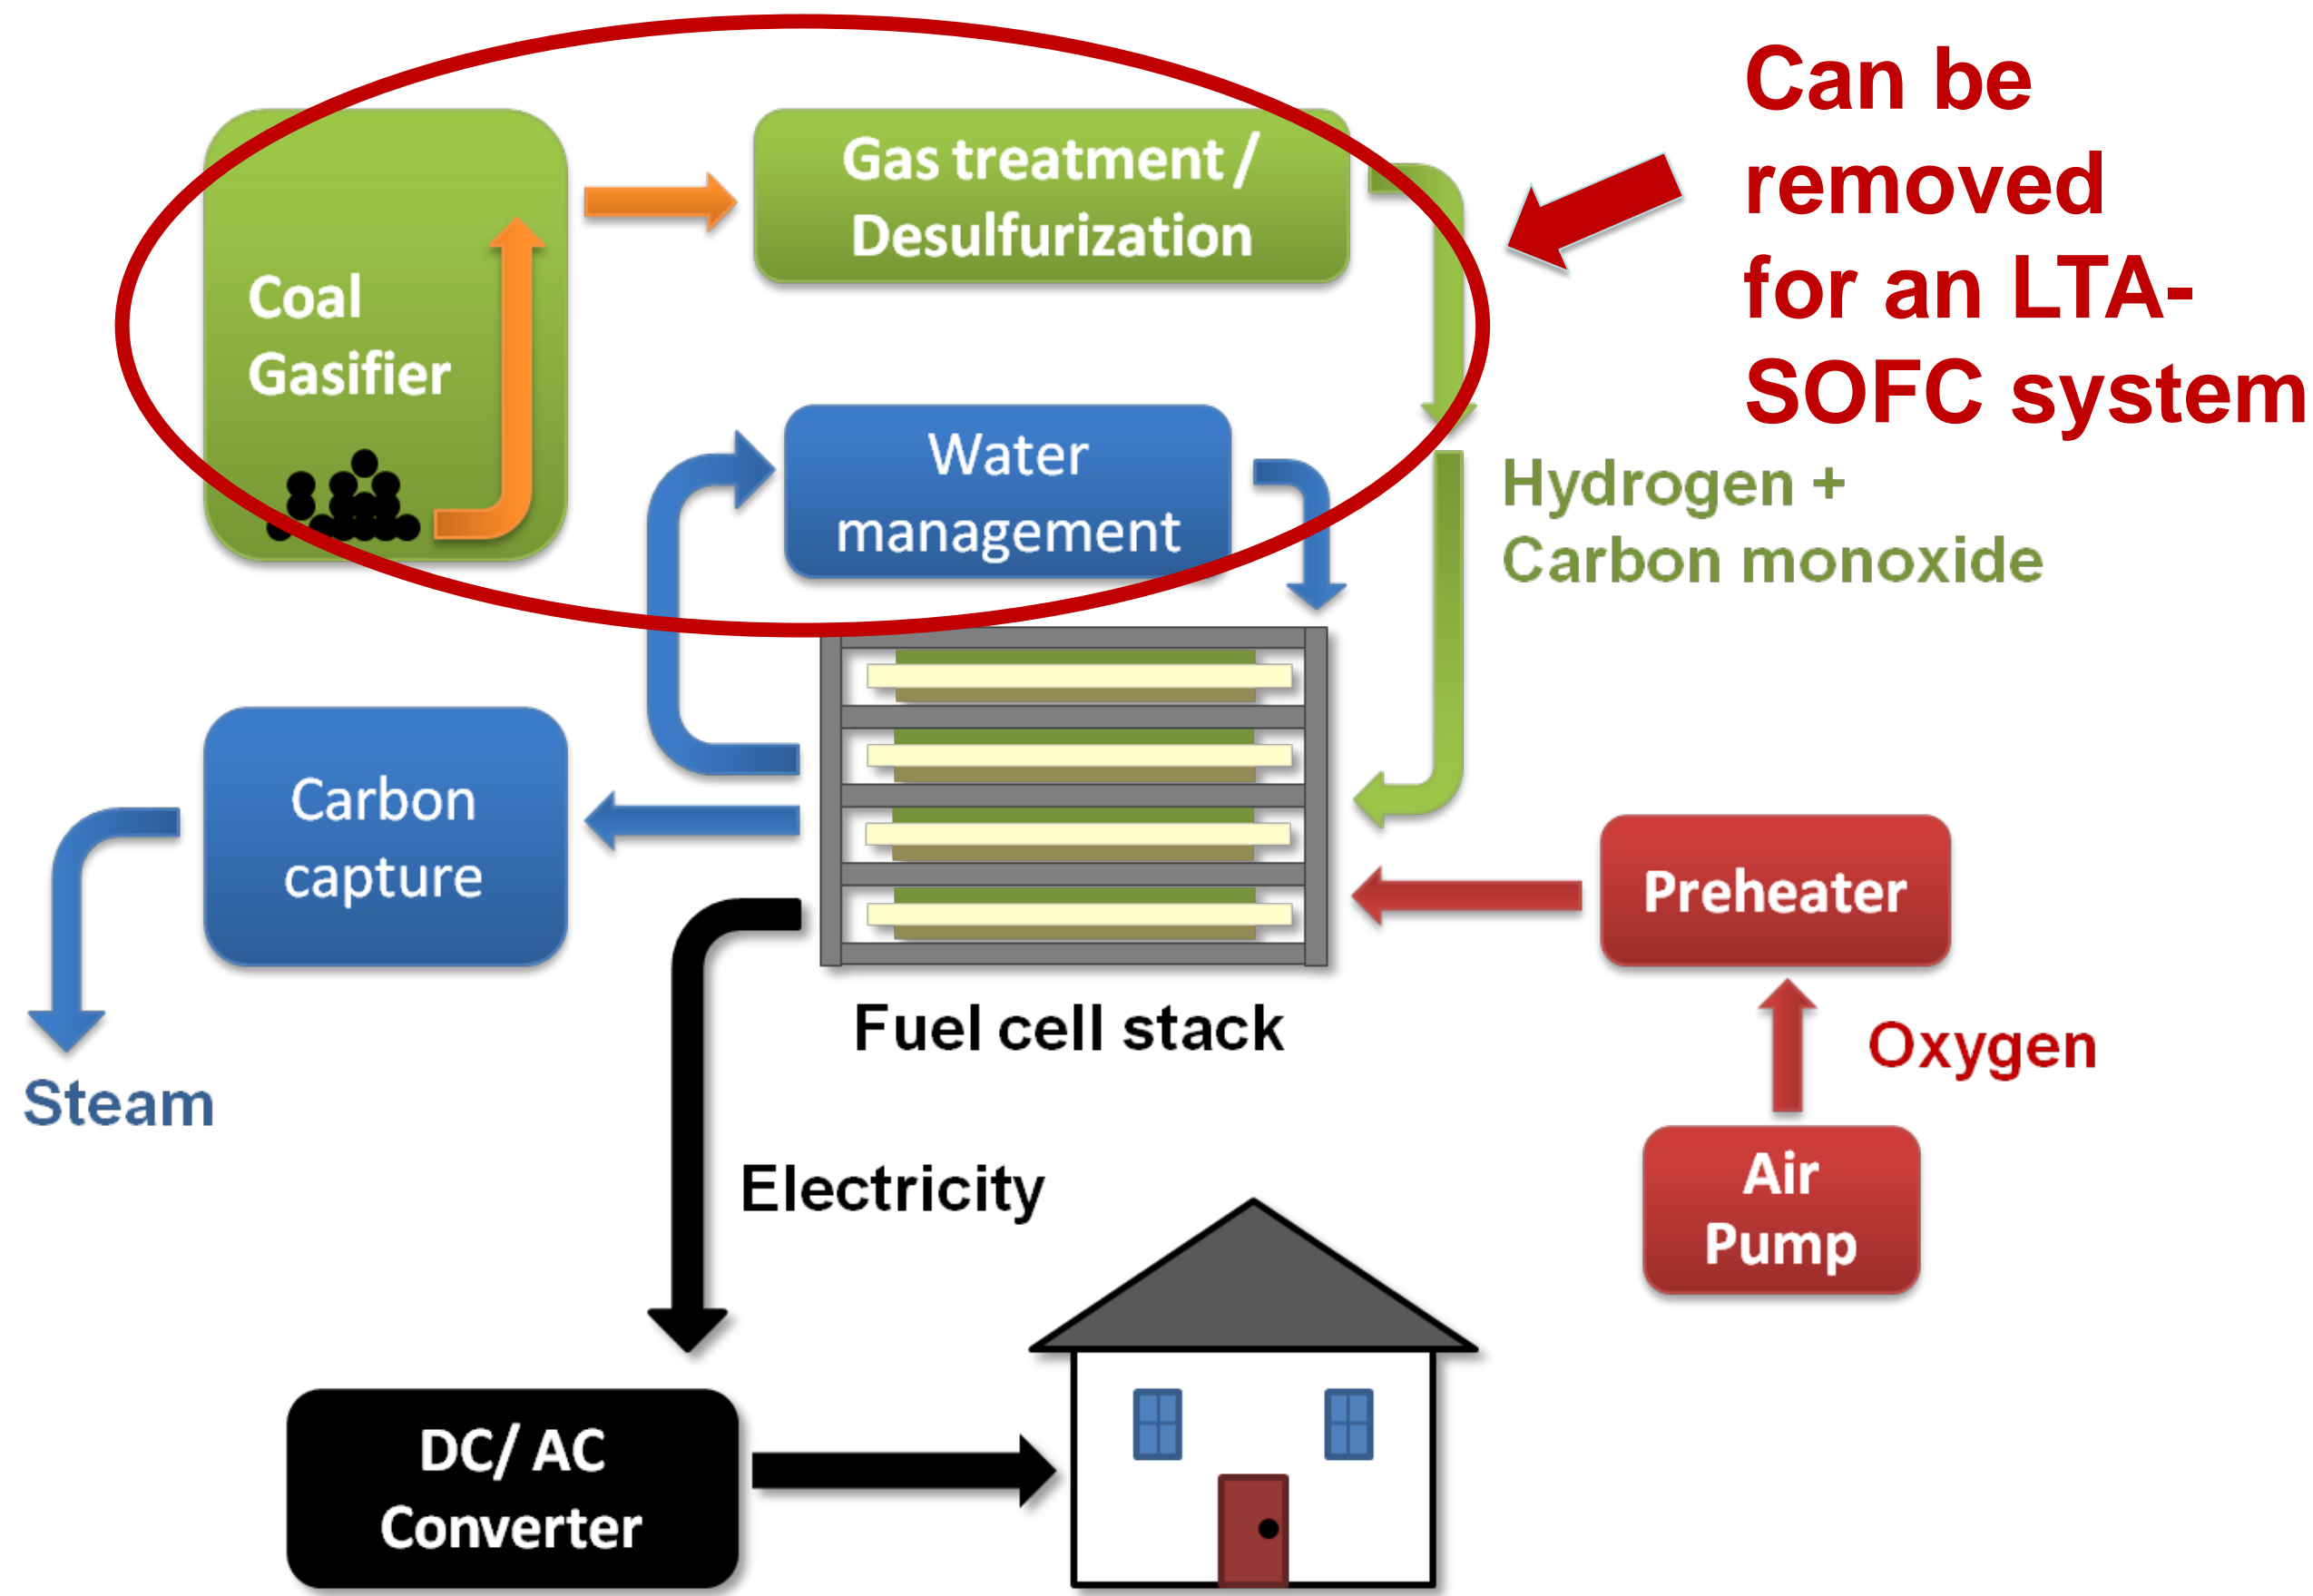 Can be
removed
for an LTA-
SOFC system
Gas treatment /
Desulfurization
Coal
Gasifier
Water
management
Hydrogen +
Carbon monoxide
Carbon
capture
Preheater
Fuel cell stack
Oxygen
Steam
Air
Pump
Electricity
DC/ AC
Converter